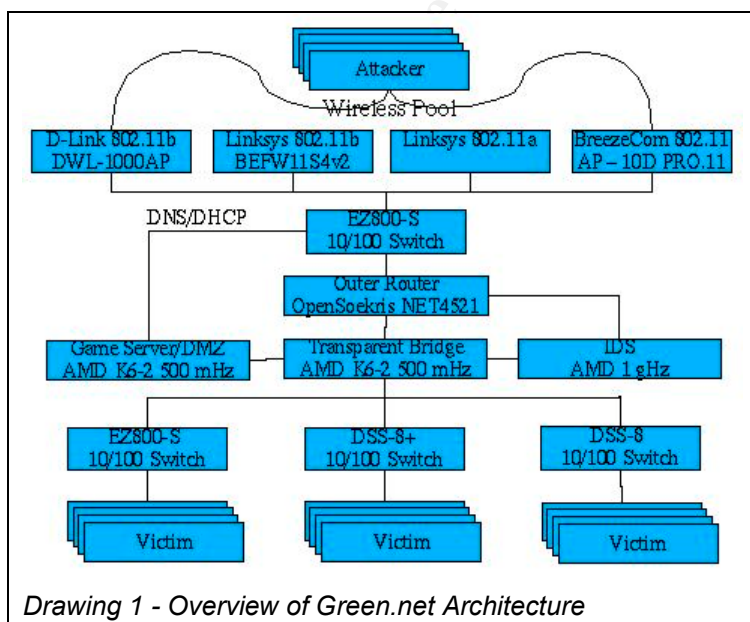 Attacker
Wireless Pool
D-Link 802.11b
DWL-1000AP
Linksys 802.11b
BEFW11S4v2
Linksys 802.11a
BreezeCom 802.11
AP – 10D PRO.11
DNS/DHCP
EZ800-S
10/100 Switch
Outer Router
OpenSoekris NET4521
Game Server/DMZ
AMD K6-2 500 mHz
Transparent Bridge
AMD K6-2 500 mHz
IDS
AMD 1 gHz
EZ800-S
10/100 Switch
DSS-8+
10/100 Switch
DSS-8
10/100 Switch
Victim
Victim
Victim
Drawing 1 - Overview of Green.net Architecture